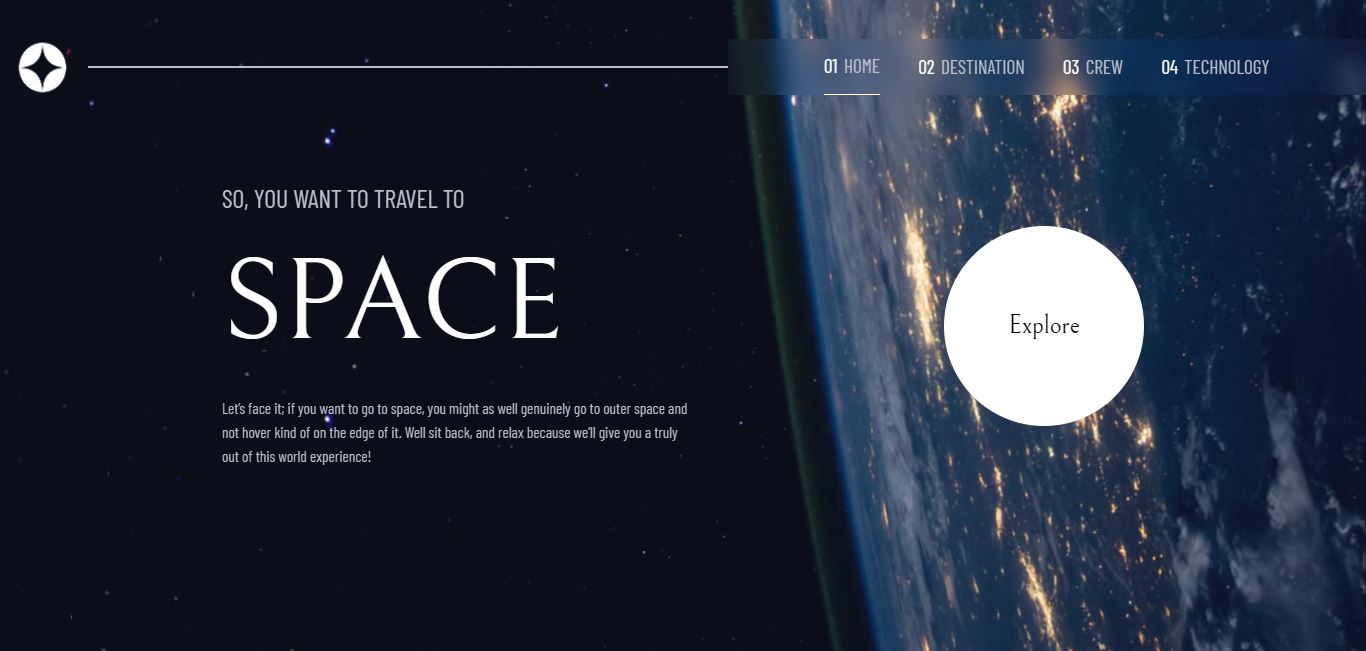 01 HOME 02 DESTINATION 03 CREW 04 TECHNOLOGY
SO, YOU WANT TO TRAVEL TO
SPACE
Let's face it; if you want to go to space, you might as well genuinely go to outer space and
not hover kind of on the edge of it. Well sit back, and relax because we'll give you a truly
out of this world experience!
Explore